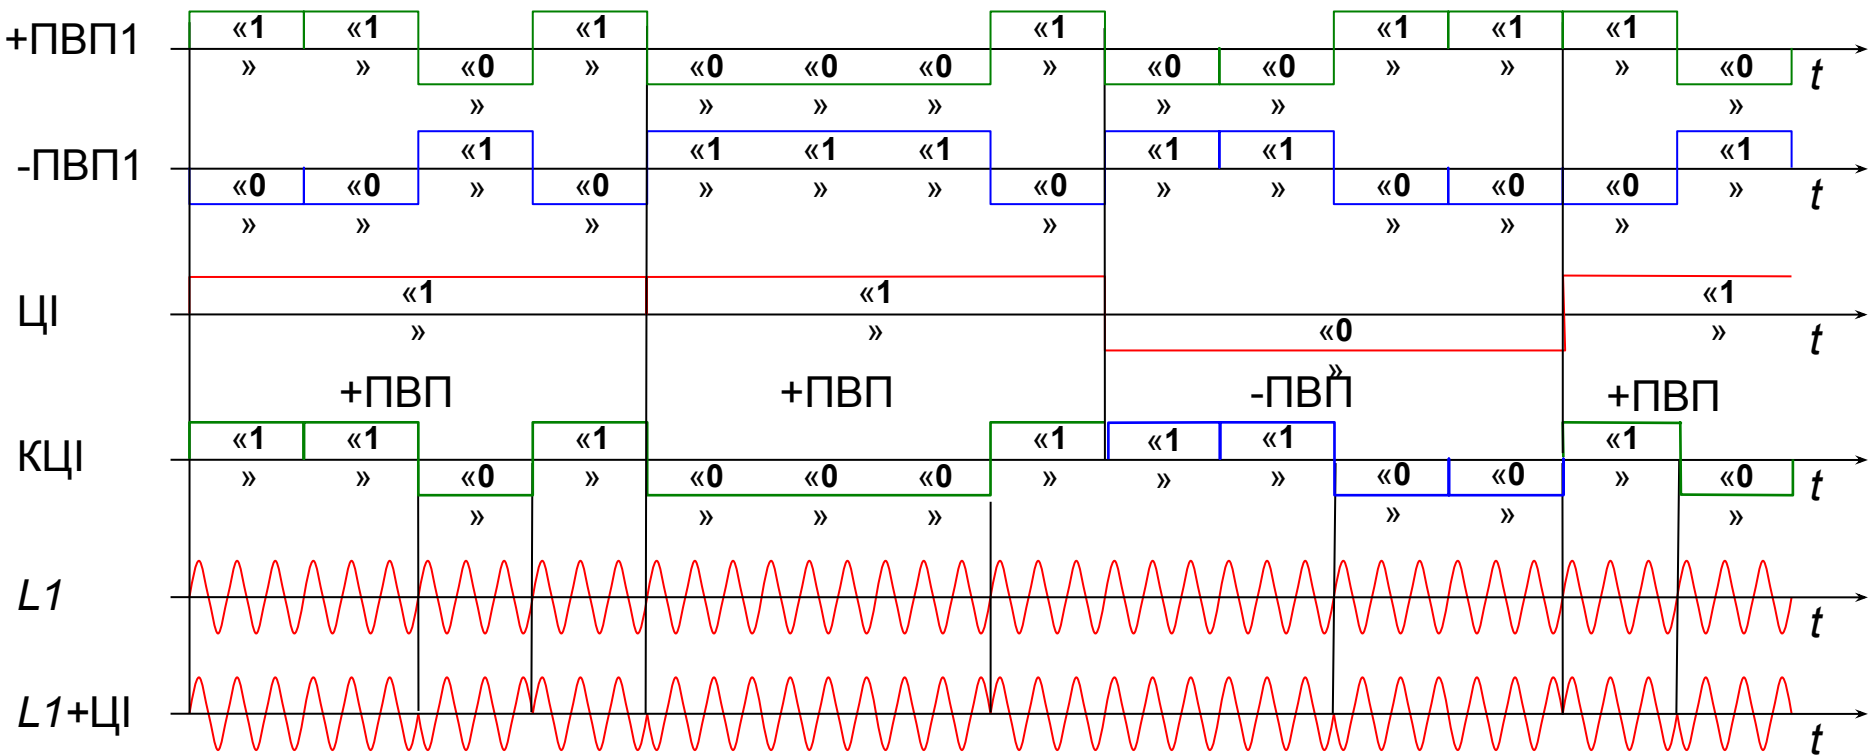 +ПВП1 «1 «1 «0 «1 «0 «0 «0 «1 «0 «0 «1 «1 «1 «0 t
» » » » » » » » » » » » » »
-ПВП1 «0 «0 «1 «0 «1 «1 «1 «0 «1 «1 «0 «0 «0 «1 t
» » » » » » » » » » » » » »
ЦІ «1 «1 «0 «1 t
» » » »
+ПВП +ПВП -ПВП +ПВП
КЦІ «1 «1 «0 «1 «0 «0 «0 «1 «1 «1 «0 «0 «1 «0 t
» » » » » » » » » » » » » »
L1 t
L1+ЦІ t